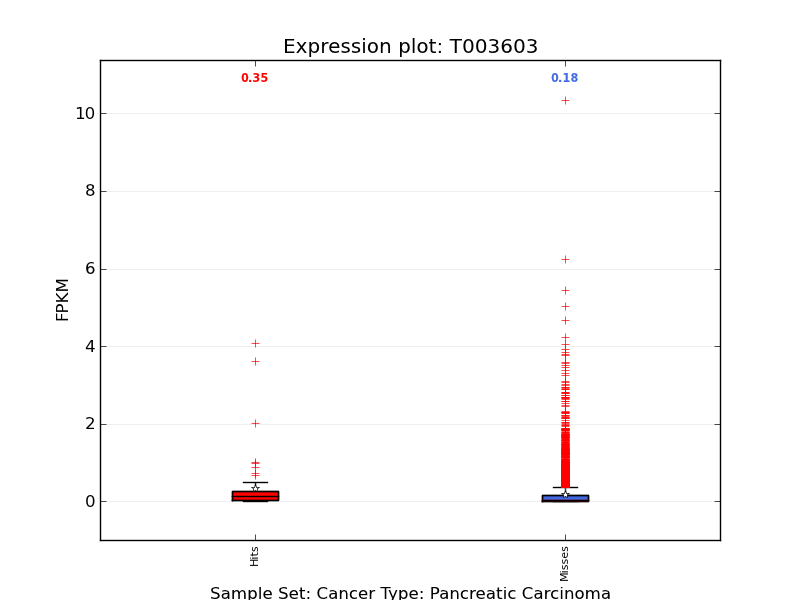 Expression plot: T003603
0.35
0.18
10
8
6
4
2
0
FPKM
Hits
Misses
Sample Set: Cancer Type: Pancreatic Carcinoma